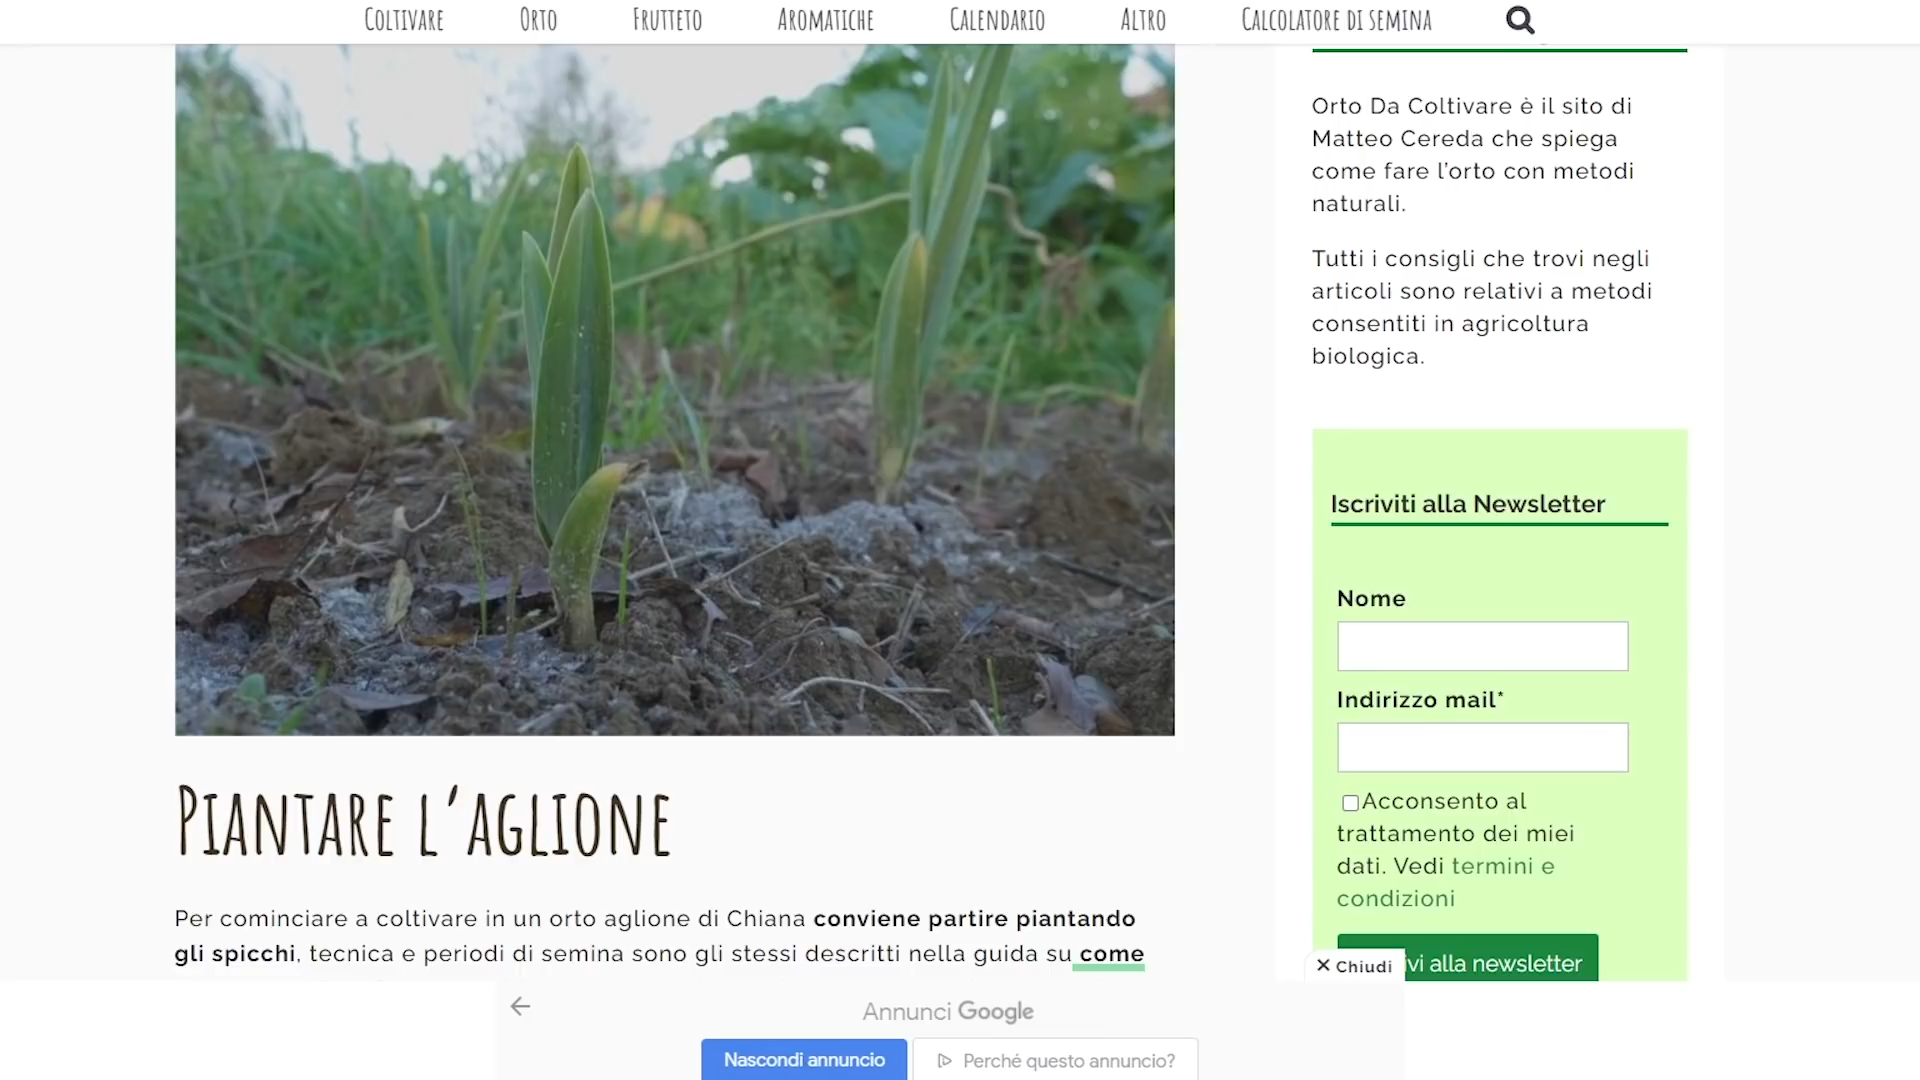 Coltivare Orto Frutteto Aromatiche Calendario Altro Calcolatore di semina
Orto Da Coltivare è il sito di
Matteo Cereda che spiega
come fare l’orto con metodi
naturali.
Tutti i consigli che trovi negli
articoli sono relativi a metodi
consentiti in agricoltura
biologica.
Iscriviti alla Newsletter
Nome
Indirizzo mail*
Acconsento al
trattamento dei miei
dati. Vedi termini e
condizioni
alla newsletter
Piantare l’aglione
Per cominciare a coltivare in un orto aglione di Chiana conviene partire piantando
gli spicchi, tecnica e periodi di semina sono gli stessi descritti nella guida su come
Chiudi
Annunci Google
Nascondi annuncio
Perché questo annuncio?